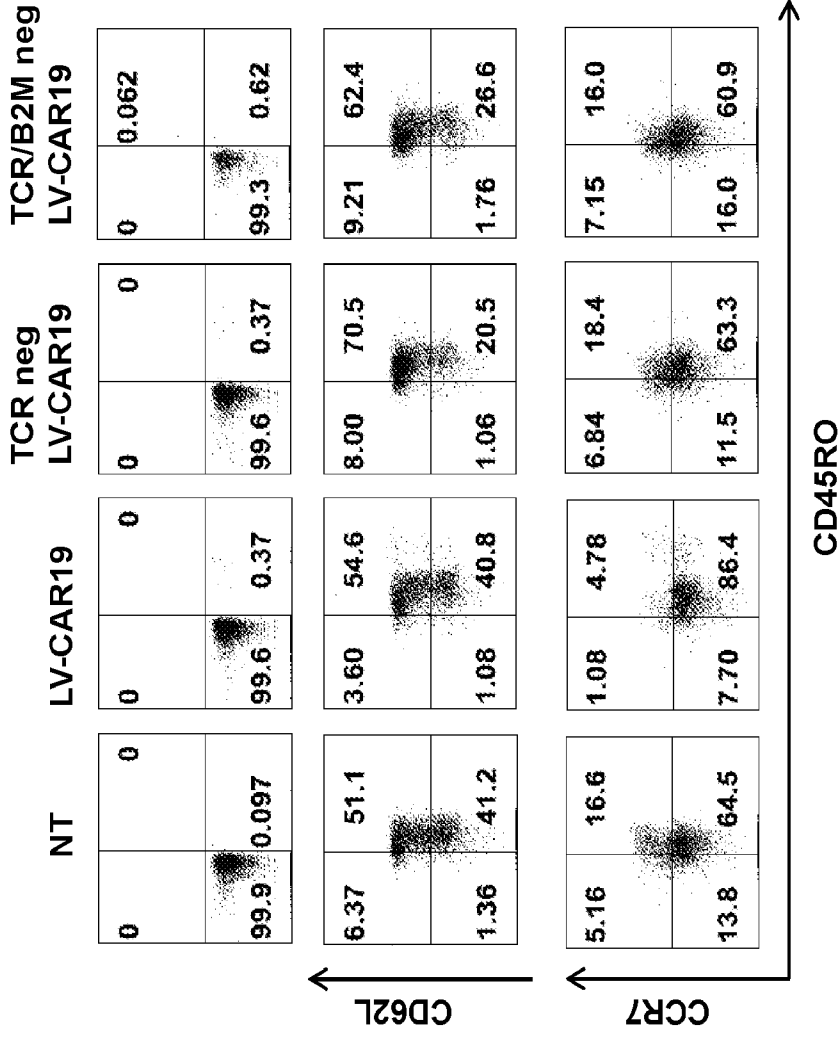 NT
LV-CAR19
TCR neg
LV-CAR19
TCR/B2M neg
LV-CAR19
0 0 0 0 0 0 0 0.062
99.9 0.097 99.6 0.37 99.6 0.37 99.3 0.62
CD62L
6.37 51.1 3.60 54.6 8.00 70.5 9.21 62.4
1.36 41.2 1.08 40.8 1.06 20.5 1.76 26.6
CCR7
5.16 16.6 1.08 4.78 6.84 18.4 7.15 16.0
13.8 64.5 7.70 86.4 11.5 63.3 16.0 60.9
CD45RO